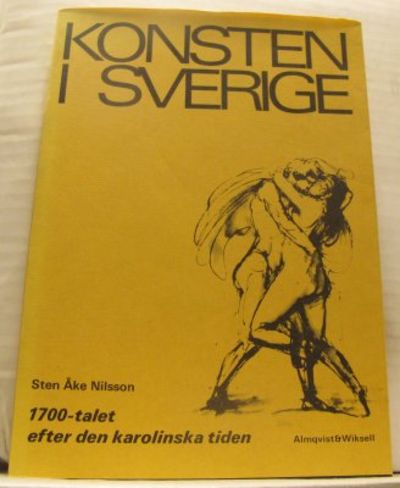 KONSTEN
I SVERIGE
Sten Åke Nilsson
1700-talet
efter den karolinska tiden
Almqvist&Wiksell